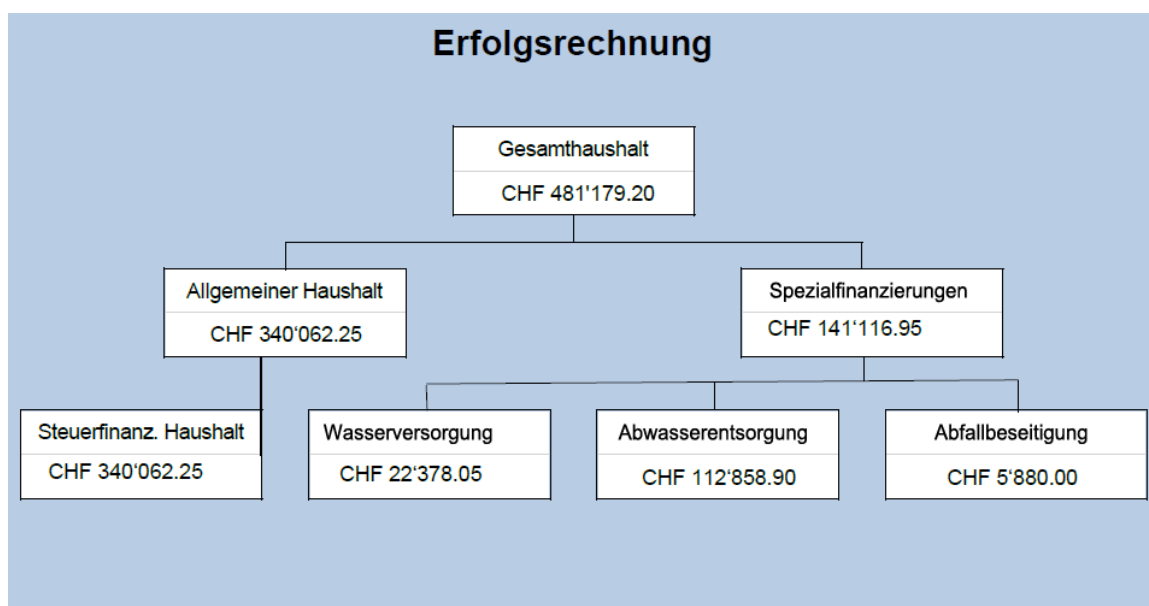 Erfolgsrechnung
Gesamthaushalt
CHF 481'179.20
Allgemeiner Haushalt
CHF 340‘062.25
Spezialfinanzierungen
CHF 141‘116.95
Steuerfinanz. Haushalt
CHF 340‘062.25
Wasserversorgung
CHF 22‘378.05
Abwasserentsorgung
CHF 112‘858.90
Abfallbeseitigung
CHF 5‘880.00